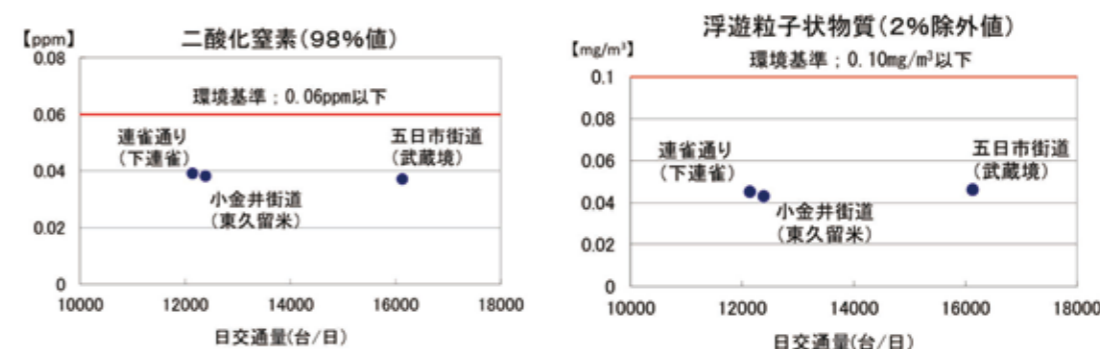 二酸化窒素(98%値)
【ppm】
0.08
環境基準;0.06ppm以下
0.06
連雀通り
(下連雀)
五日市街道
(武蔵境)
0.04
小金井街道
(東久留米)
0.02
0
10000 12000 14000 16000 18000
日交通量(台/日)
浮遊粒子状物質(2%除外値)
【mg/m³】
環境基準;0.10mg/m³以下
0.1
0.08
0.06
連雀通り
(下連雀)
五日市街道
(武蔵境)
0.04
小金井街道
(東久留米)
0.02
0
10000 12000 14000 16000 18000
日交通量(台/日)